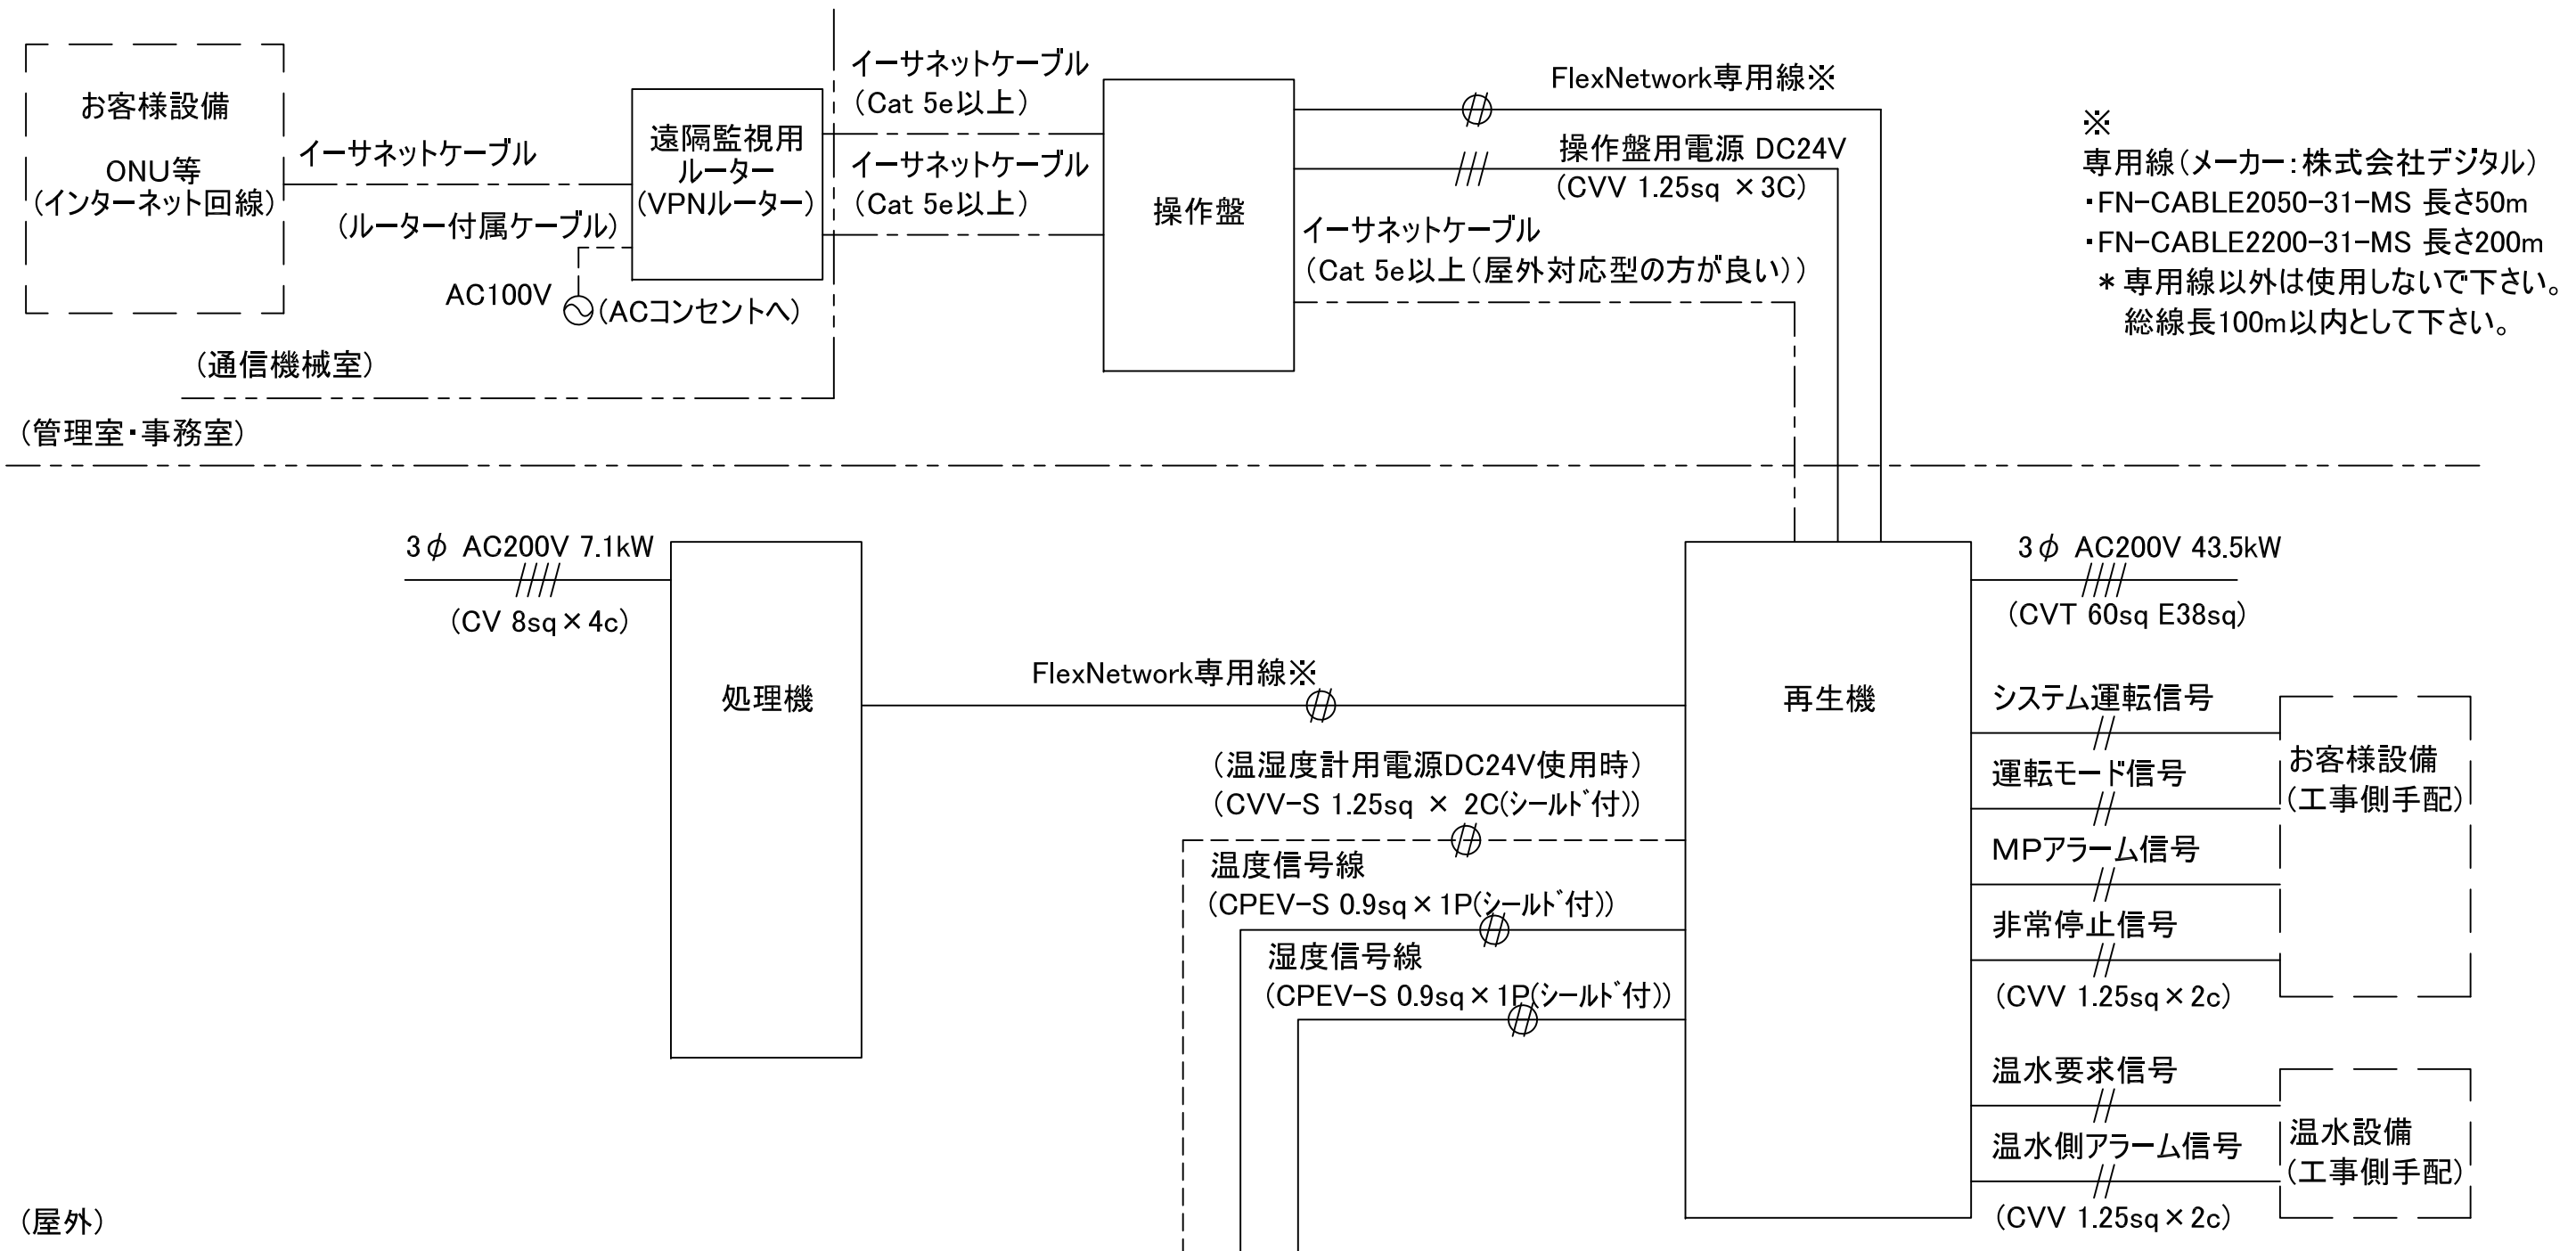 お客様設備
ONU等
(インターネット回線)
イーサネットケーブル
(ルーター付属ケーブル)
遠隔監視用
ルーター
(VPNルーター)
AC100V
(ACコンセントへ)
(通信機械室)
(管理室・事務室)
イーサネットケーブル
(Cat 5e以上)
イーサネットケーブル
(Cat 5e以上)
操作盤
FlexNetwork専用線※
操作盤用電源 DC24V
(CVV 1.25sq ×3C)
イーサネットケーブル
(Cat 5e以上(屋外対応型の方が良い))
※
専用線(メーカー:株式会社デジタル)
・FN-CABLE2050-31-MS 長さ50m
・FN-CABLE2200-31-MS 長さ200m
＊専用線以外は使用しないで下さい。
総線長100m以内として下さい。
3φ AC200V 7.1kW
(CV 8sq×4c)
処理機
FlexNetwork専用線※
(温湿度計用電源DC24V使用時)
(CVV-S 1.25sq × 2C(ｼｰﾙﾄﾞ付))
温度信号線
(CPEV-S 0.9sq×1P(ｼｰﾙﾄﾞ付))
湿度信号線
(CPEV-S 0.9sq×1P(ｼｰﾙﾄﾞ付))
再生機
3φ AC200V 43.5kW
(CVT 60sq E38sq)
システム運転信号
運転モード信号
MPアラーム信号
非常停止信号
(CVV 1.25sq×2c)
お客様設備
(工事側手配)
温水要求信号
温水側アラーム信号
(CVV 1.25sq×2c)
温水設備
(工事側手配)
(屋外)